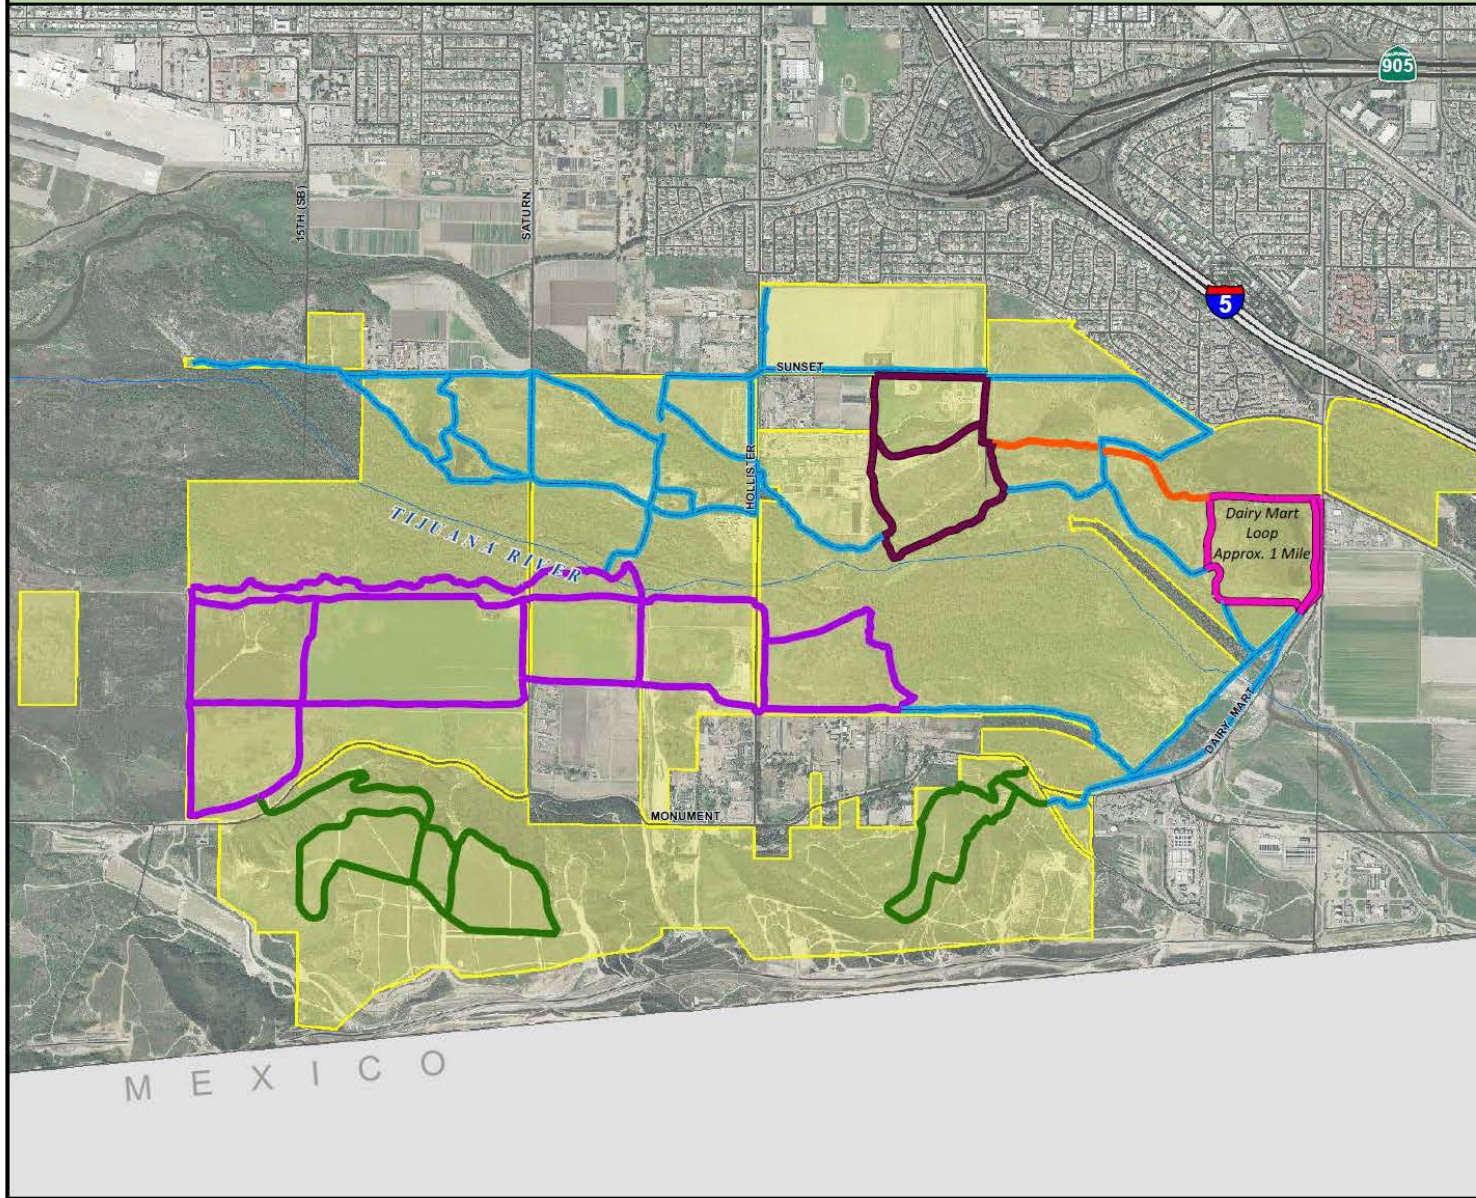 CALIFORNIA
905
15TH (SB)
SATURN
5
SUNSET
HOLLISTER
TIJUANA RIVER
Dairy Mart
Loop
Approx. 1 Mile
DAIRY MART
MONUMENT
MEXICO